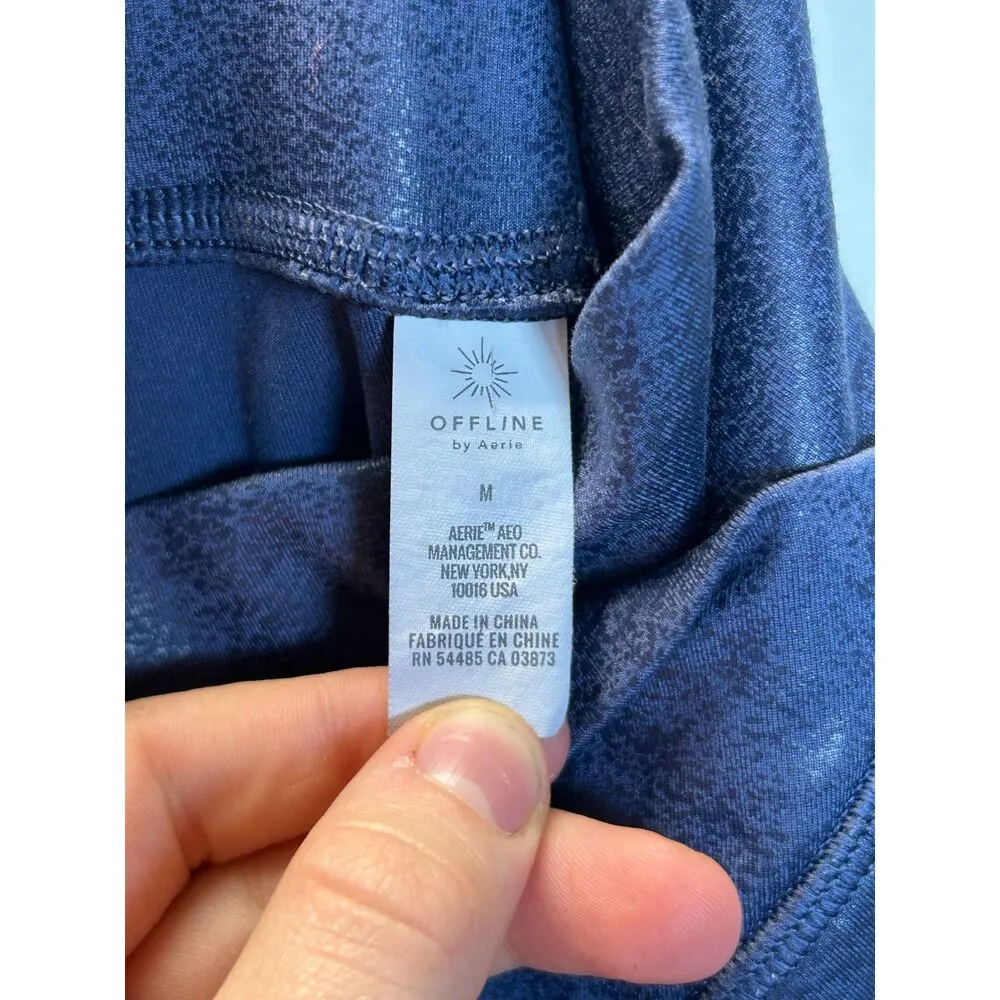 OFFLINE
by Aerie
M
AERIE™ AEO
MANAGEMENT CO.
NEW YORK,NY
10016 USA
MADE IN CHINA
FABRIQUÉ EN CHINE
RN 54485 CA 03873